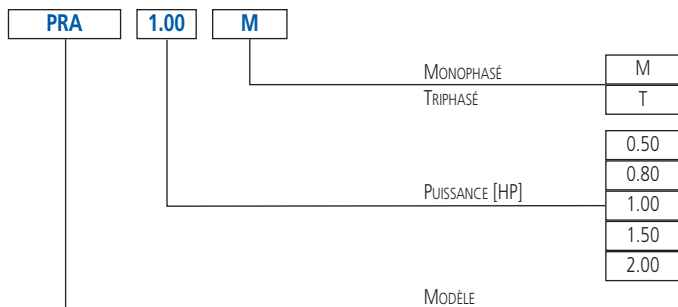 PRA 1.00 M
MONOPHASÉ M
TRIPHASÉ T
0.50
0.80
PUISSANCE [HP] 1.00
1.50
2.00
MODÈLE